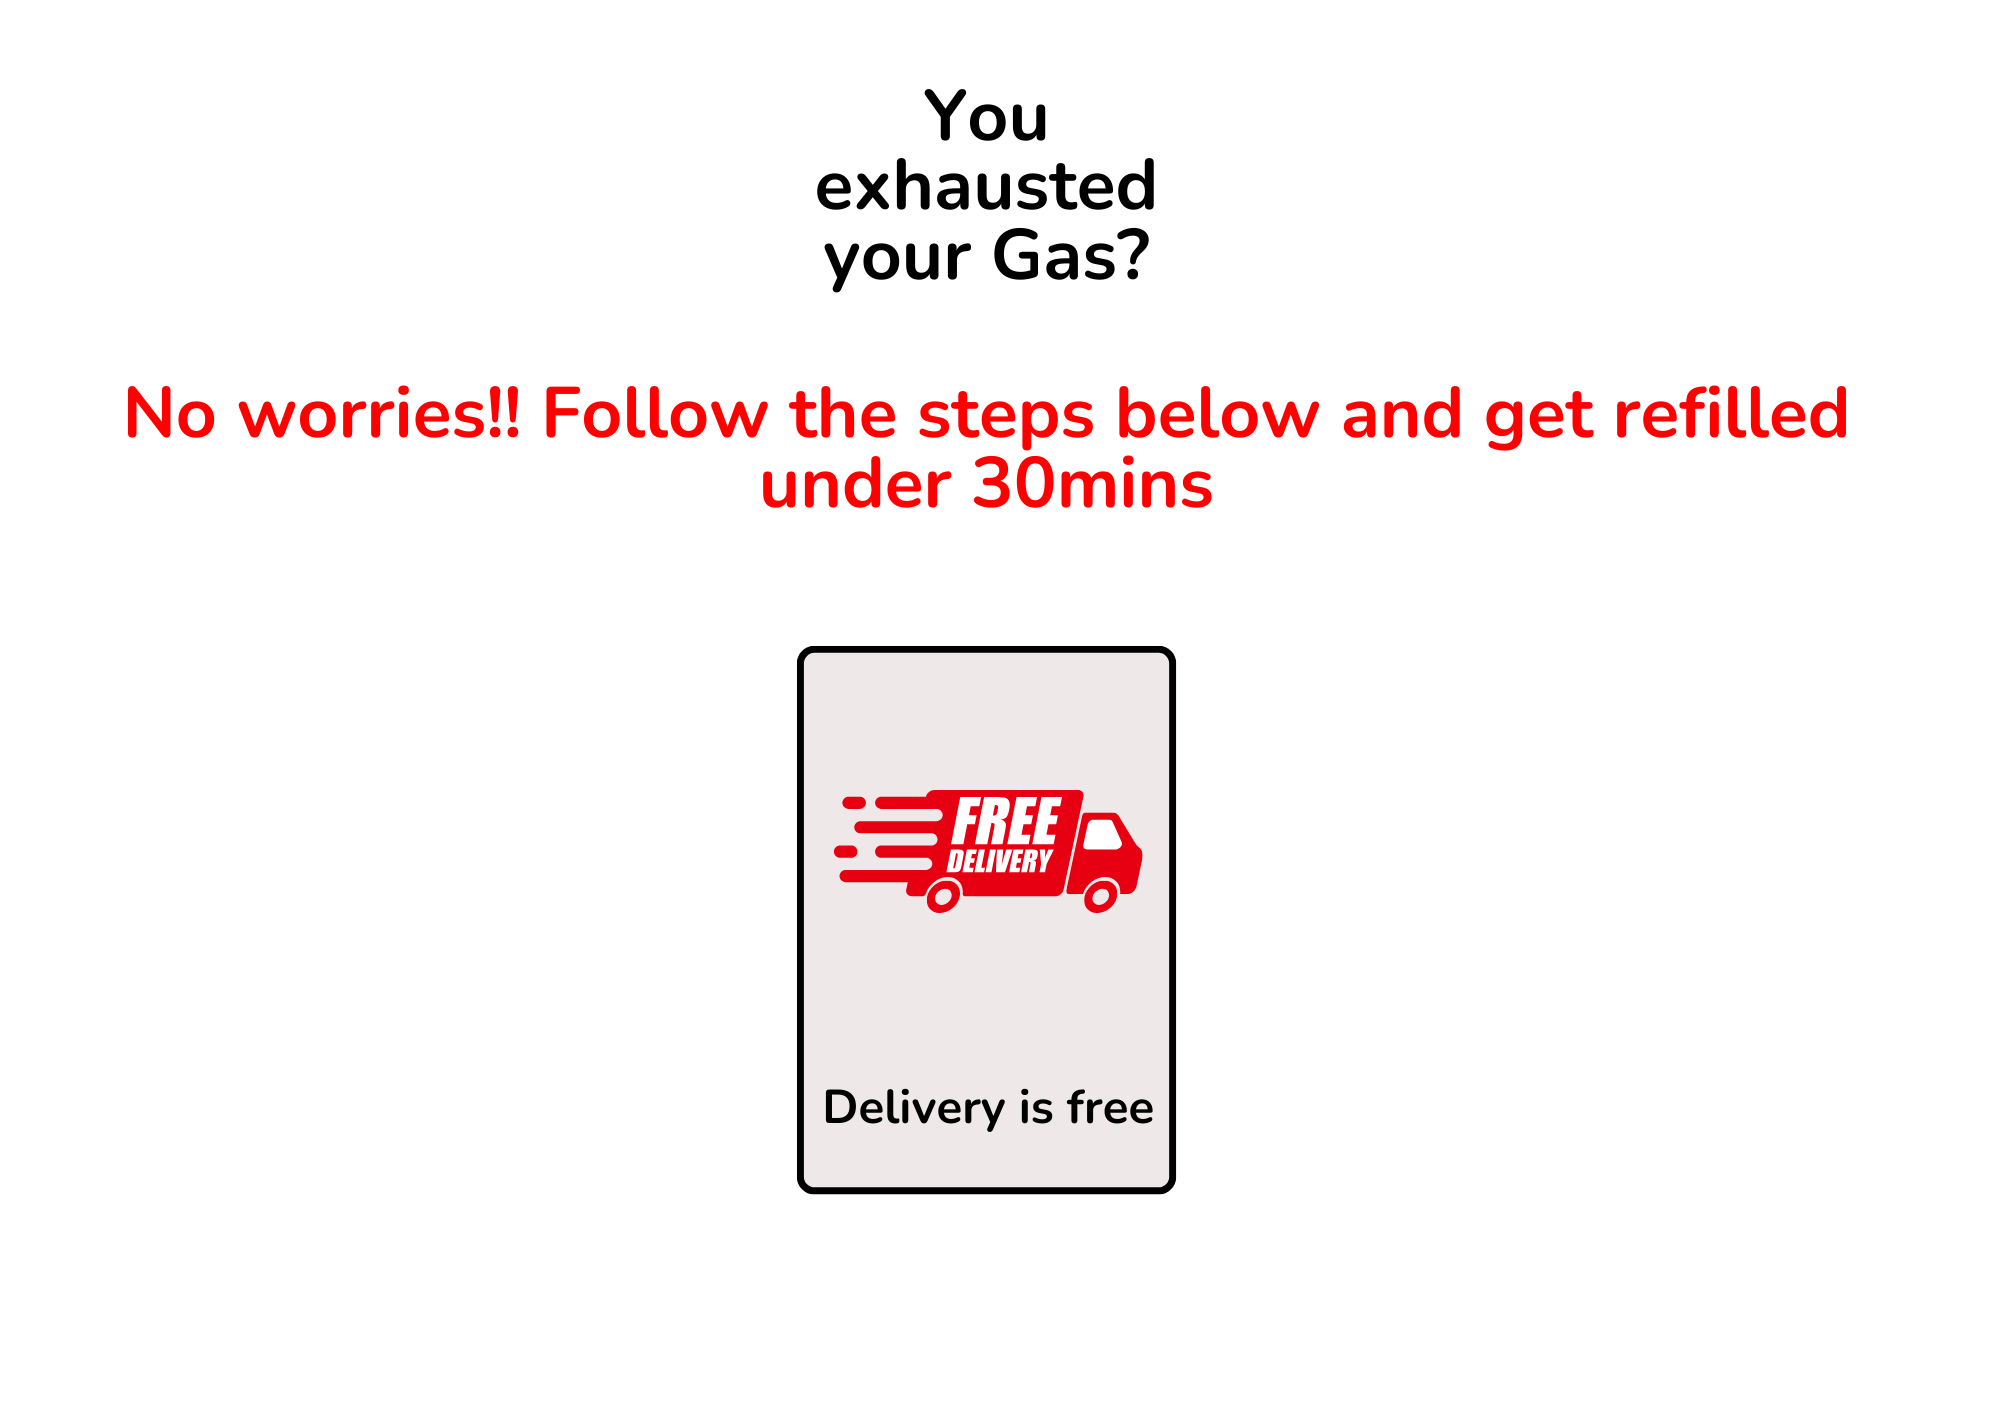 You
exhausted
your Gas?
No worries!! Follow the steps below and get refilled
under 30mins
FREE
DELIVERY
Delivery is free